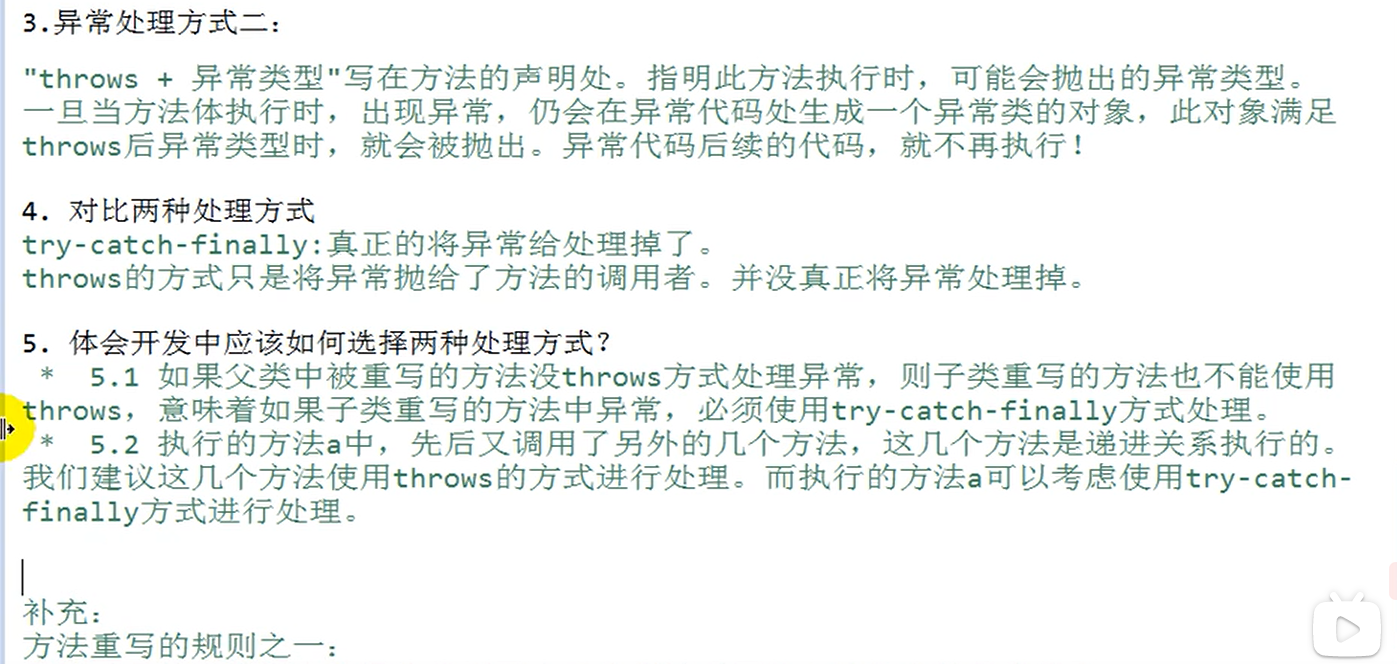 3.异常处理方式二：
"throws + 异常类型"写在方法的声明处。指明此方法执行时，可能会抛出的异常类型。
一旦当方法体执行时，出现异常，仍会在异常代码处生成一个异常类的对象，此对象满足
throws后异常类型时，就会被抛出。异常代码后续的代码，就不再执行！
4. 对比两种处理方式
try-catch-finally:真正的将异常给处理掉了。
throws的方式只是将异常抛给了方法的调用者。并没真正将异常处理掉。
5. 体会开发中应该如何选择两种处理方式？
* 5.1 如果父类中被重写的方法没throws方式处理异常，则子类重写的方法也不能使用
throws，意味着如果子类重写的方法中异常，必须使用try-catch-finally方式处理。
* 5.2 执行的方法a中，先后又调用了另外的几个方法，这几个方法是递进关系执行的。
我们建议这几个方法使用throws的方式进行处理。而执行的方法a可以考虑使用try-catch-
finally方式进行处理。
补充：
方法重写的规则之一：